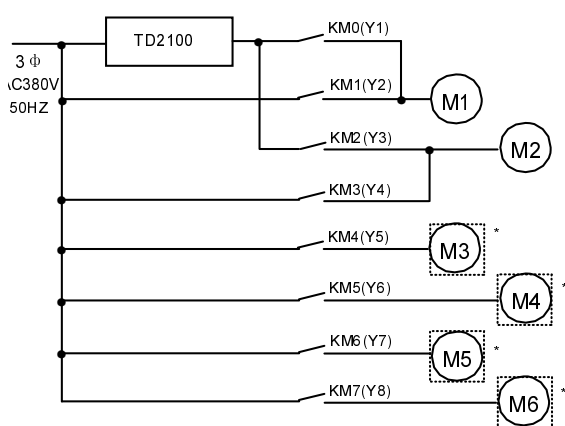 KM0(Y1)
TD2100
3 ф
AC380V
50HZ
KM1(Y2)
M1
KM2(Y3)
M2
KM3(Y4)
KM4(Y5)
M3 *
KM5(Y6)
M4 *
KM6(Y7)
M5 *
KM7(Y8)
M6 *